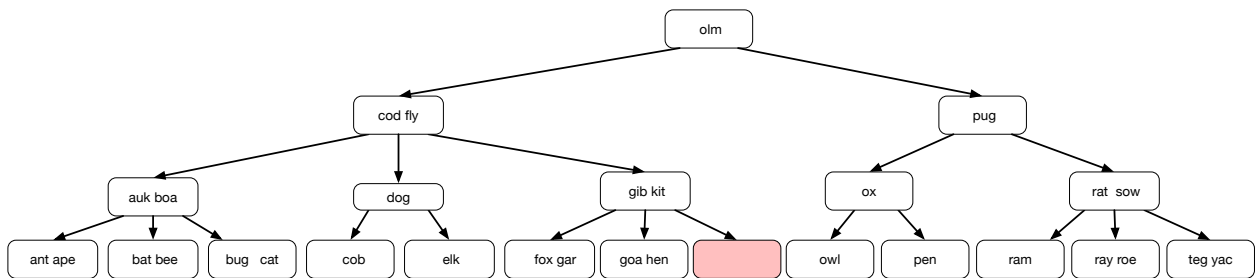 olm
cod fly
pug
auk boa
dog
gib kit
ox
rat sow
ant ape
bat bee
bug cat
cob
elk
fox gar
goa hen
owl
pen
ram
ray roe
teg yac